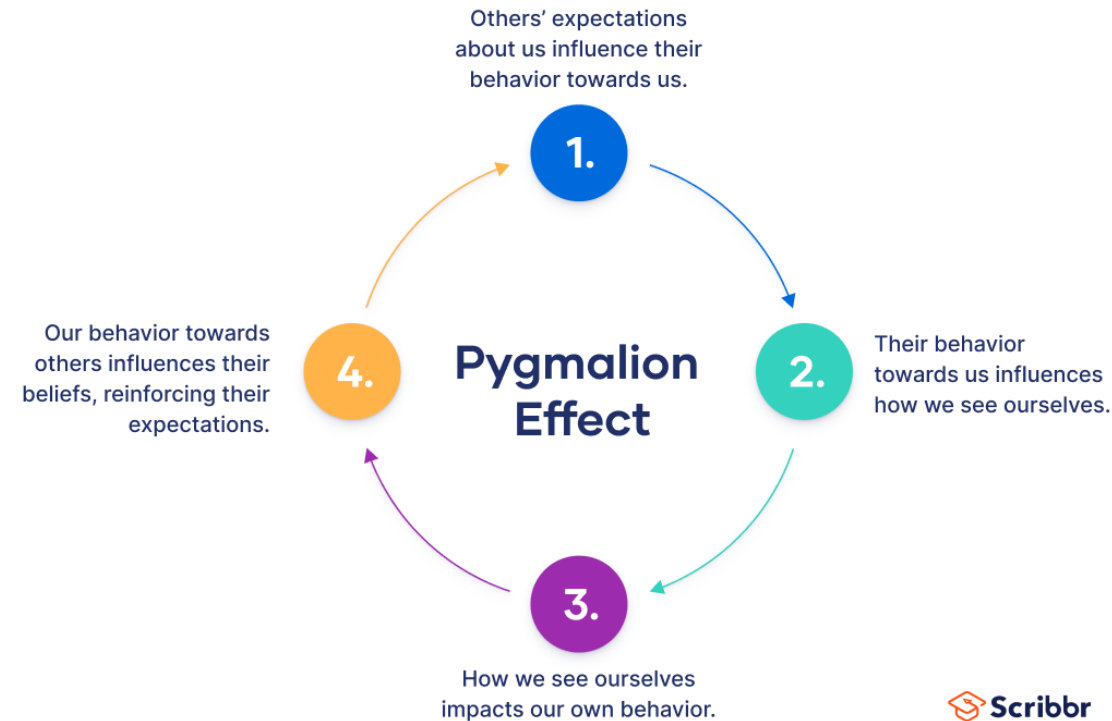 Others’ expectations
about us influence their
behavior towards us.
1.
Their behavior
towards us influences
how we see ourselves.
2.
Pygmalion
Effect
Our behavior towards
others influences their
beliefs, reinforcing their
expectations.
4.
3.
How we see ourselves
impacts our own behavior.
Scribbr